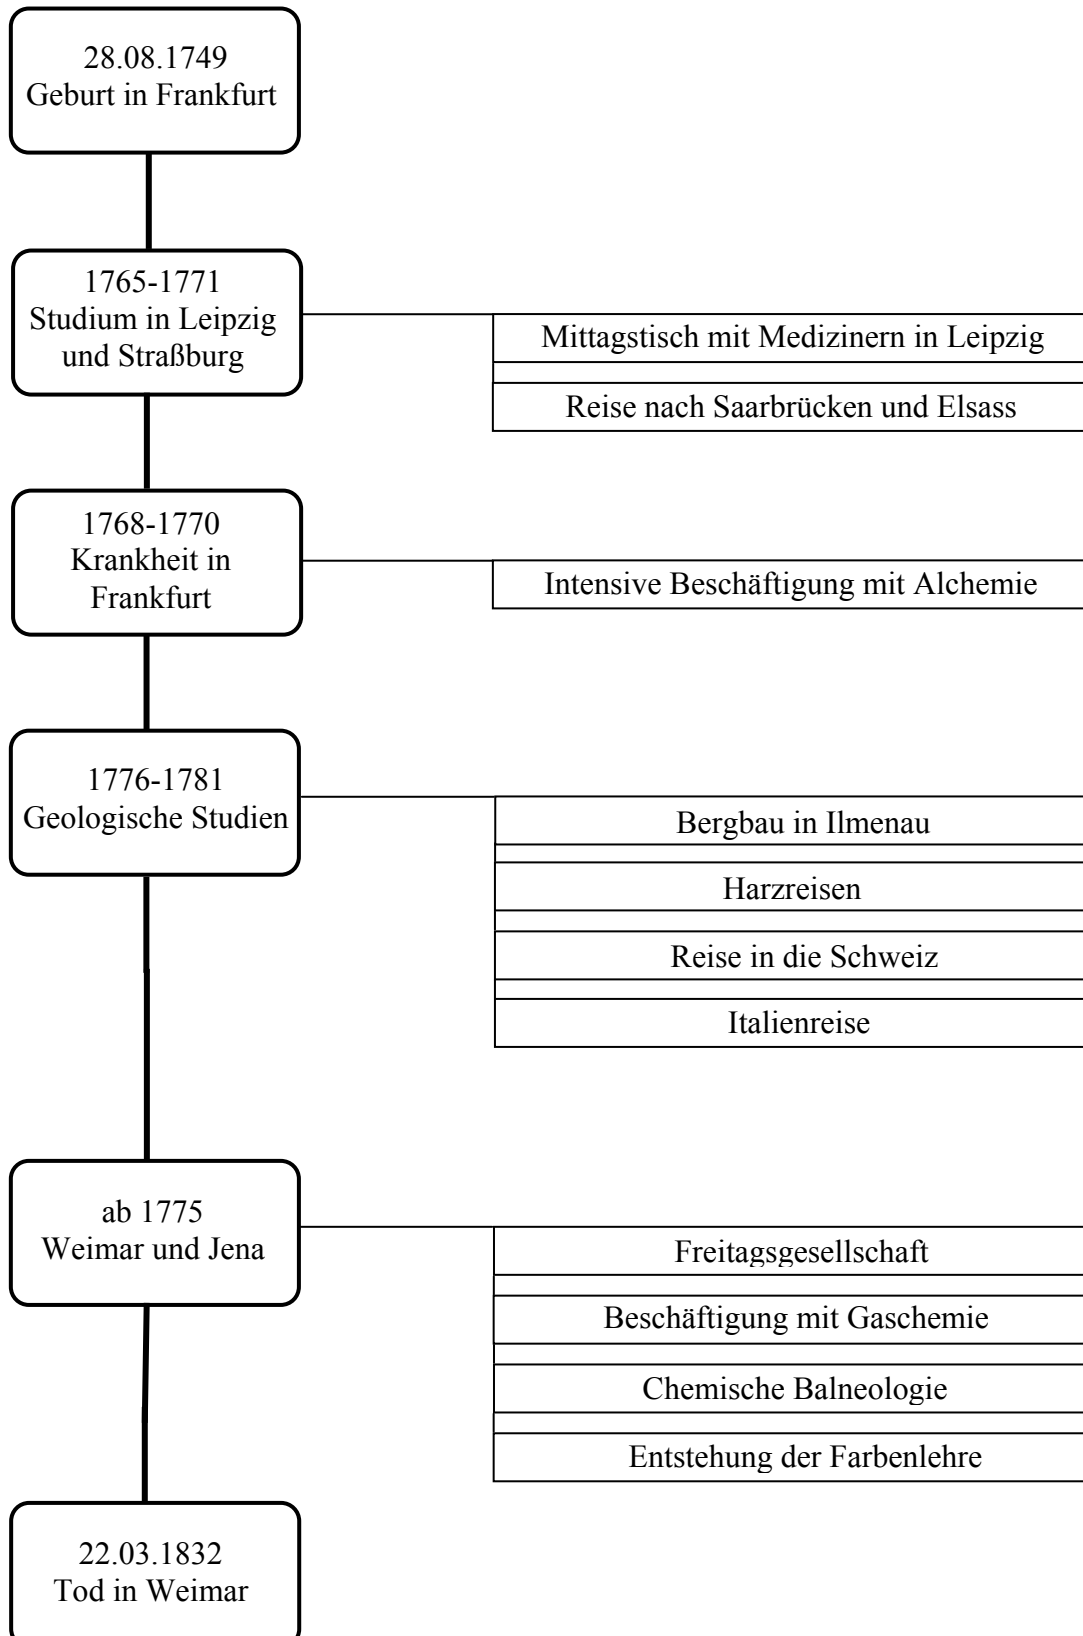 28.08.1749
Geburt in Frankfurt
1765-1771
Studium in Leipzig
und Straßburg
Mittagstisch mit Medizinern in Leipzig
Reise nach Saarbrücken und Elsass
1768-1770
Krankheit in
Frankfurt
Intensive Beschäftigung mit Alchemie
1776-1781
Geologische Studien
Bergbau in Ilmenau
Harzreisen
Reise in die Schweiz
Italienreise
ab 1775
Weimar und Jena
Freitagsgesellschaft
Beschäftigung mit Gaschemie
Chemische Balneologie
Entstehung der Farbenlehre
22.03.1832
Tod in Weimar